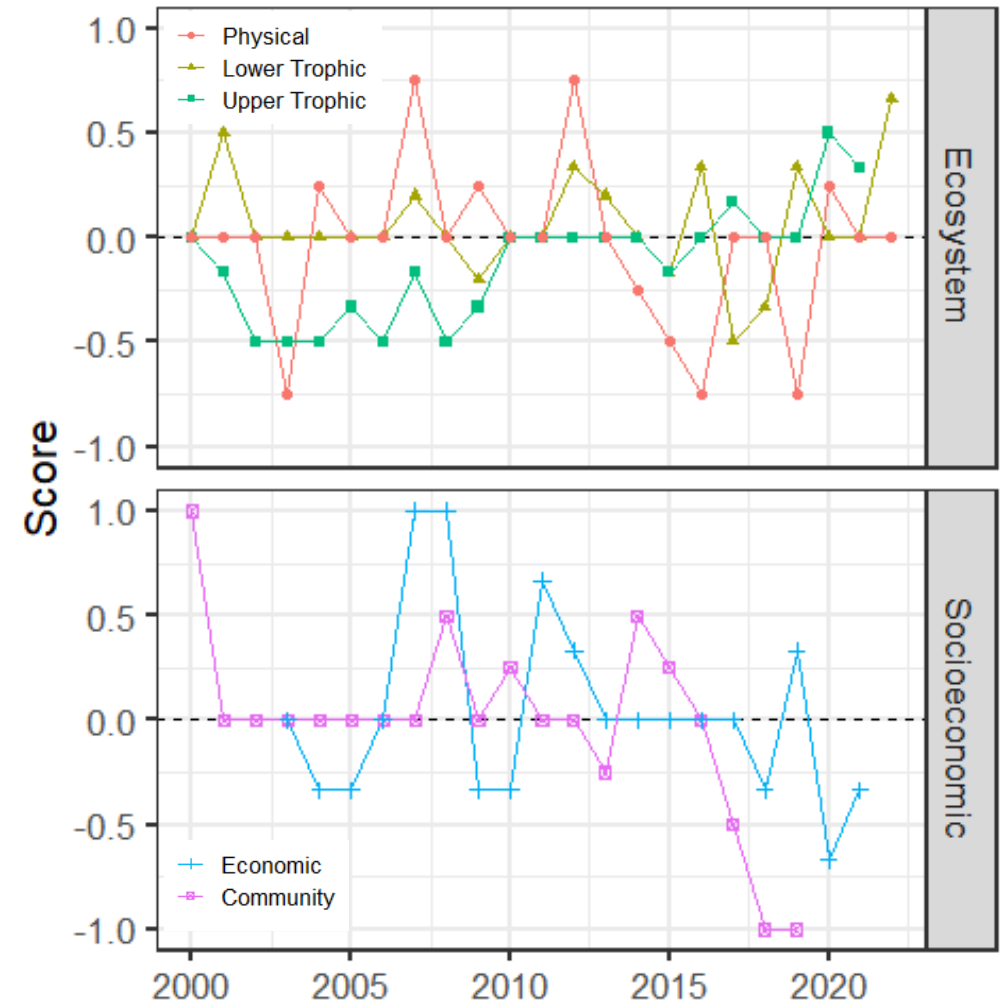 1.0
0.5
0.0
-0.5
-1.0
Physical
Lower Trophic
Upper Trophic
Ecosystem
Score
1.0
0.5
0.0
-0.5
-1.0
Economic
Community
Socioeconomic
2000 2005 2010 2015 2020